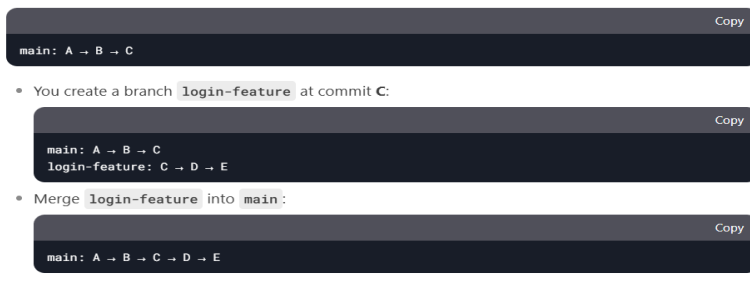 Copy
main: A → B → C
• You create a branch login-feature at commit C:
Copy
main: A → B → C
login-feature: C → D → E
• Merge login-feature into main:
Copy
main: A → B → C → D → E